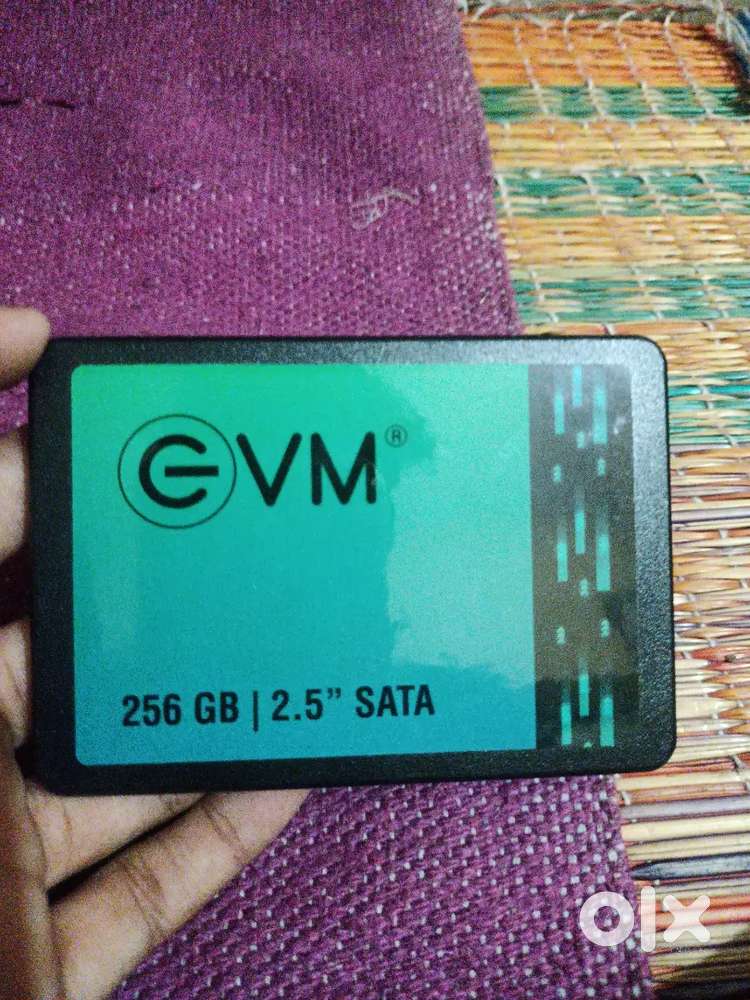 EVM®
256 GB | 2.5" SATA
olx